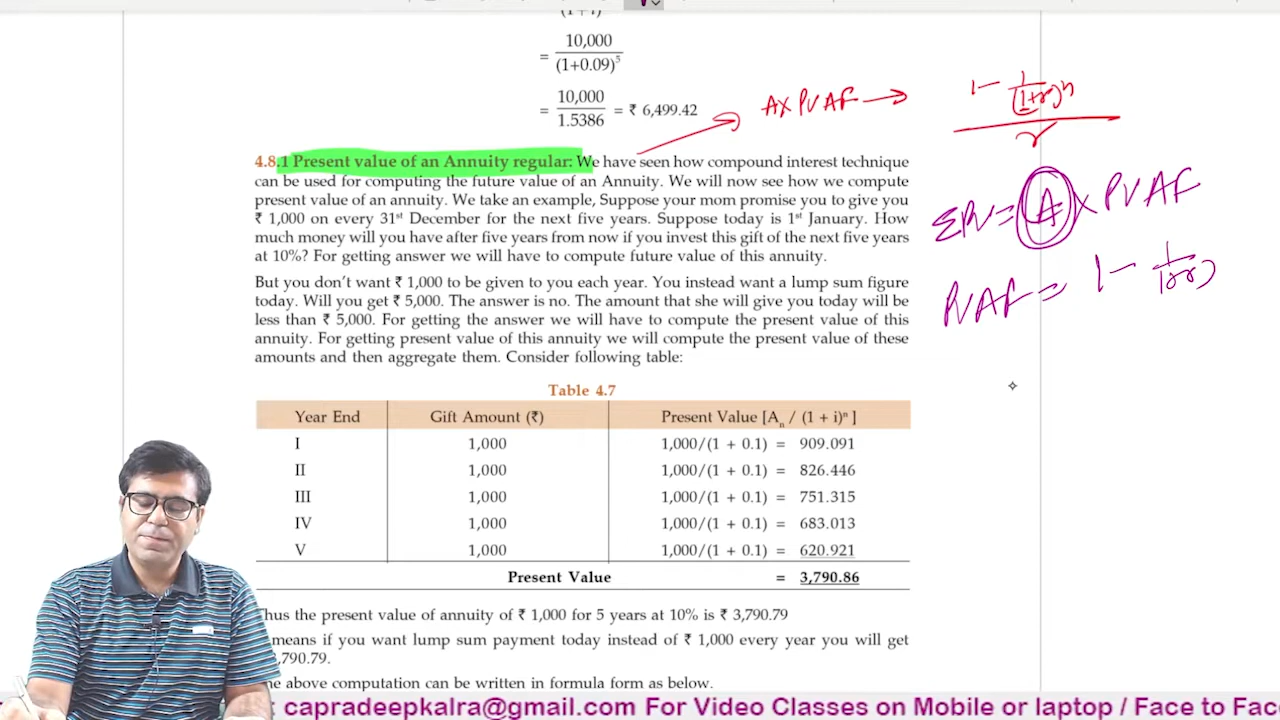 (1+i)
= 10,000 / (1+0.09)⁵
= 10,000 / 1.5386 = ₹ 6,499.42
A×PVAF → 1 - 1/(1+r)ⁿ / r
4.8.1 Present value of an Annuity regular: We have seen how compound interest technique
can be used for computing the future value of an Annuity. We will now see how we compute
present value of an annuity. We take an example, Suppose your mom promise you to give you
₹ 1,000 on every 31st December for the next five years. Suppose today is 1st January. How
much money will you have after five years from now if you invest this gift of the next five years
at 10%? For getting answer we will have to compute future value of this annuity.
ΣPV = A × PVAF
PVAF = 1 - 1/(1+r)
But you don't want ₹ 1,000 to be given to you each year. You instead want a lump sum figure
today. Will you get ₹ 5,000. The answer is no. The amount that she will give you today will be
less than ₹ 5,000. For getting the answer we will have to compute the present value of this
annuity. For getting present value of this annuity we will compute the present value of these
amounts and then aggregate them. Consider following table:
Table 4.7
Year End Gift Amount (₹) Present Value [Aₙ / (1 + i)ⁿ ]
I 1,000 1,000/(1 + 0.1) = 909.091
II 1,000 1,000/(1 + 0.1) = 826.446
III 1,000 1,000/(1 + 0.1) = 751.315
IV 1,000 1,000/(1 + 0.1) = 683.013
V 1,000 1,000/(1 + 0.1) = 620.921
Present Value = 3,790.86
Thus the present value of annuity of ₹ 1,000 for 5 years at 10% is ₹ 3,790.79
means if you want lump sum payment today instead of ₹ 1,000 every year you will get
,790.79.
above computation can be written in formula form as below.
: capradeepkalra@gmail.com For Video Classes on Mobile or laptop / Face to Fac